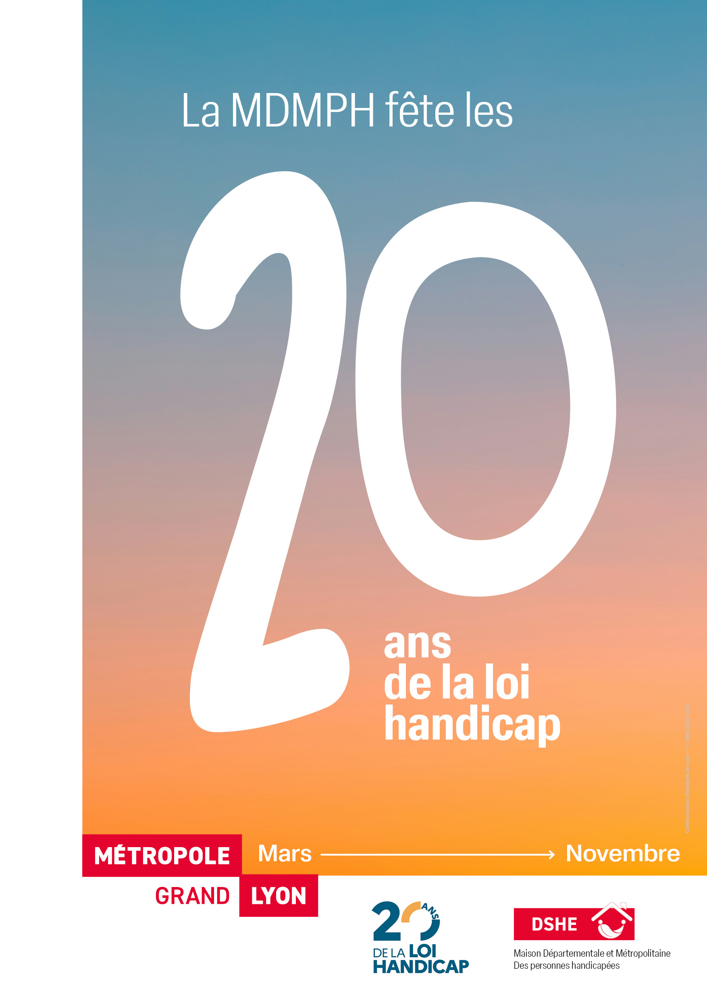 La MDMPH fête les
20
ans
de la loi
handicap
Communication Métropole de Lyon – 11 mars 2025 12:21
MÉTROPOLE
Mars
Novembre
GRAND LYON
20 ANS
DE LA LOI
HANDICAP
DSHE
Maison Départementale et Métropolitaine
Des personnes handicapées